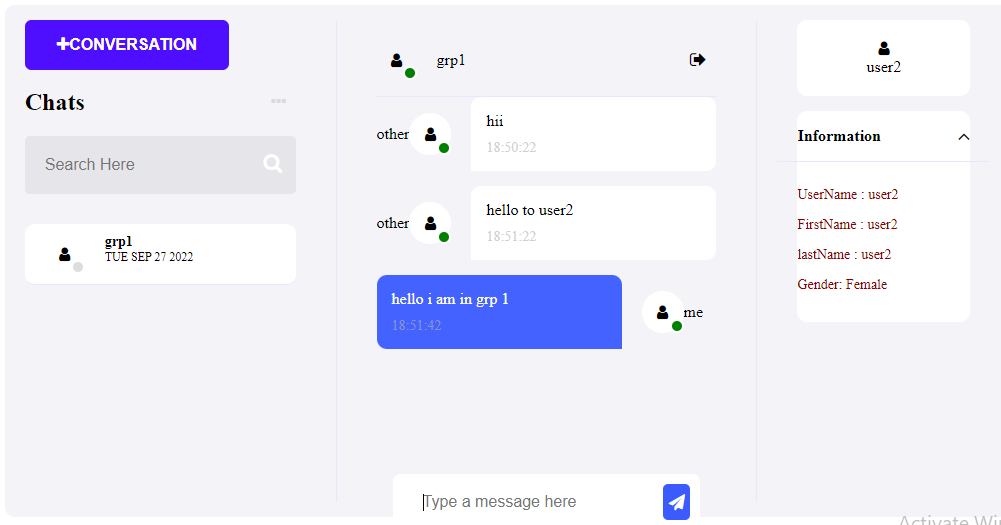 CONVERSATION
Chats
Search Here
grp1
TUE SEP 27 2022
grp1
other
hii
18:50:22
other
hello to user2
18:51:22
hello i am in grp 1
18:51:42
me
Type a message here
user2
Information
UserName : user2
FirstName : user2
lastName : user2
Gender: Female
Activate